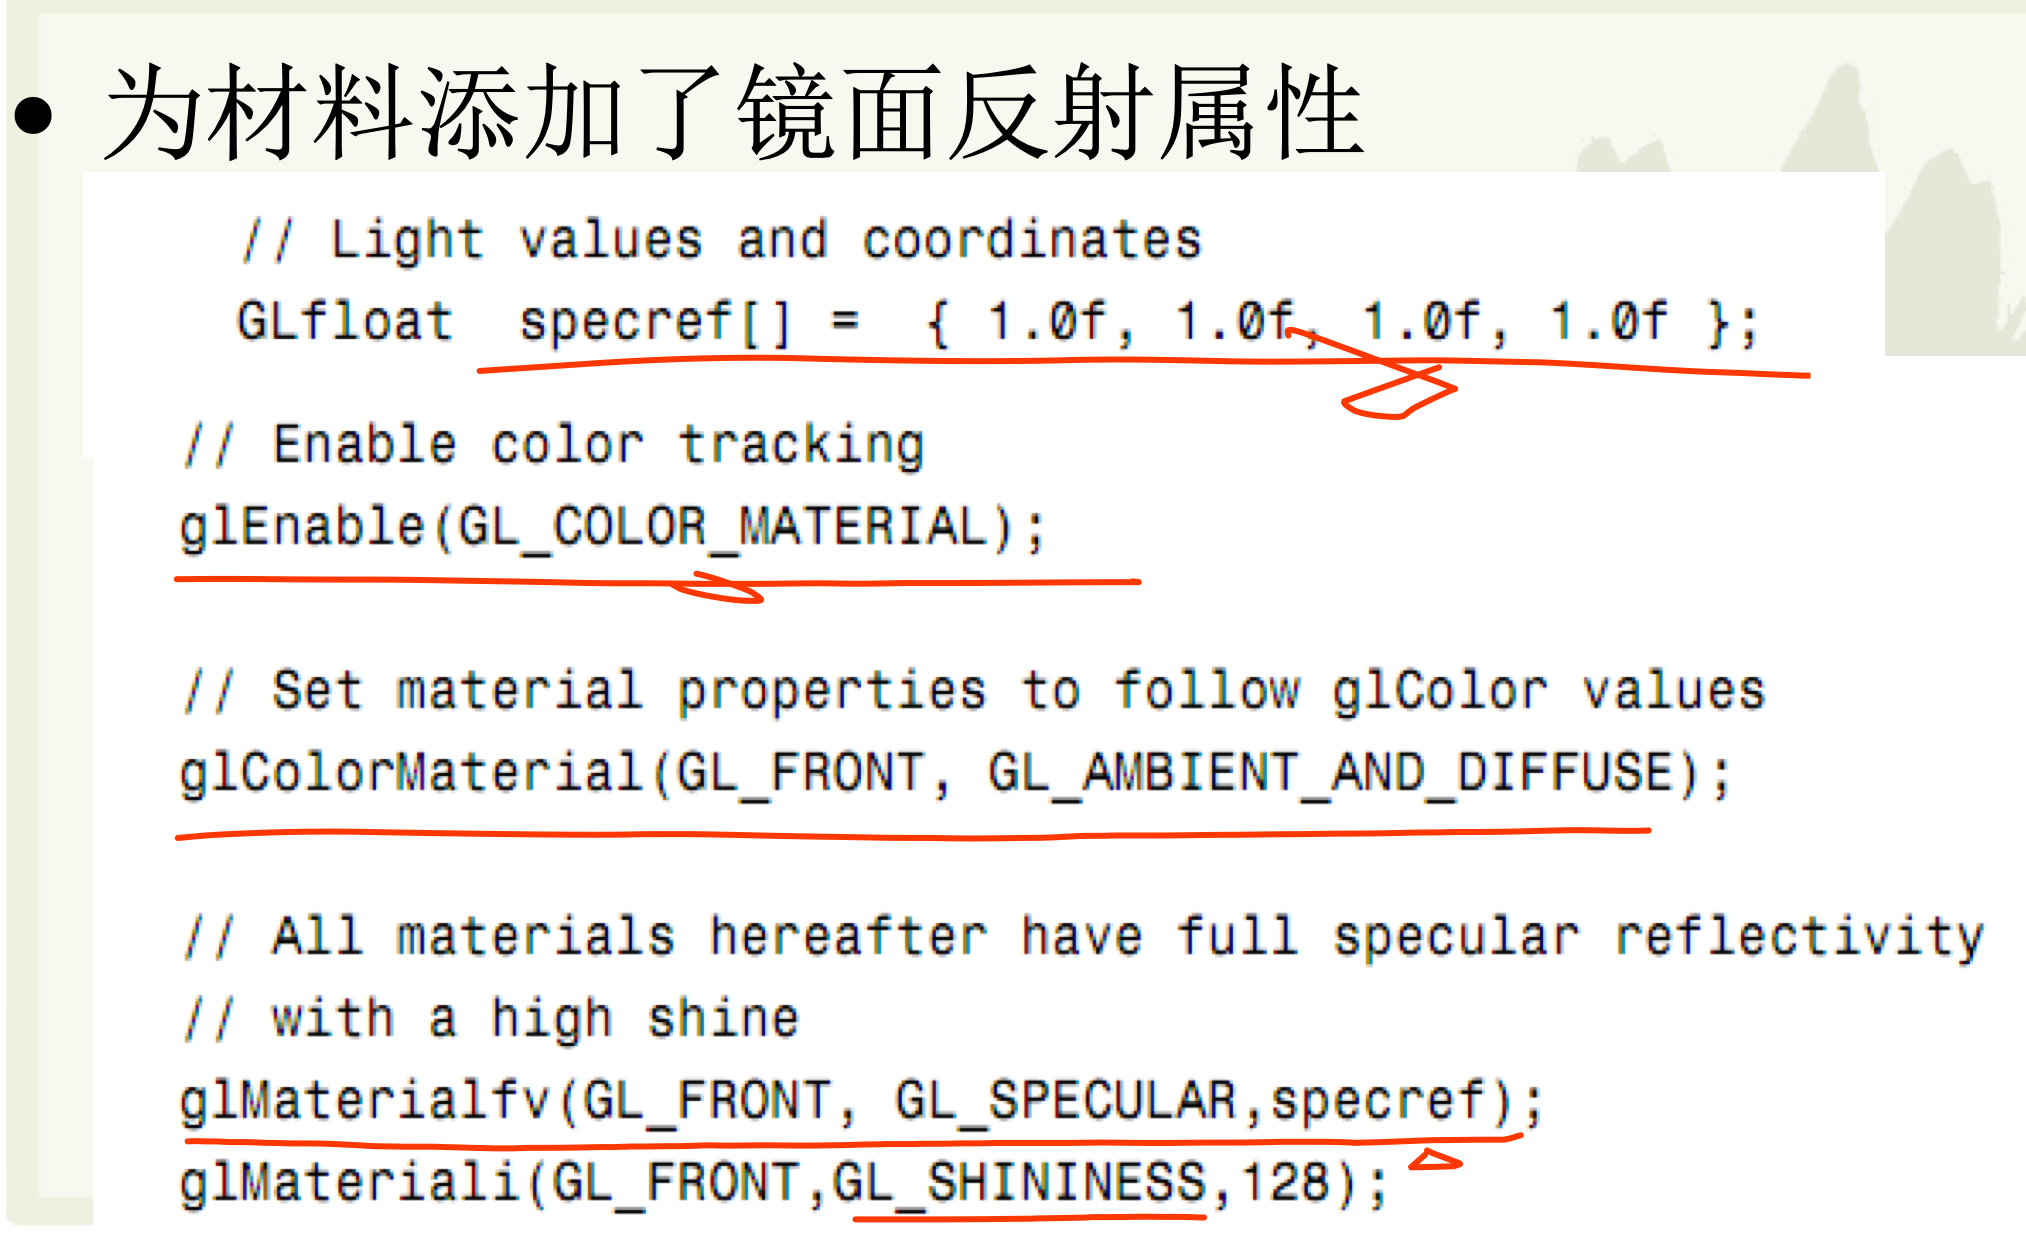 • 为材料添加了镜面反射属性
// Light values and coordinates
GLfloat specref[] = { 1.0f, 1.0f, 1.0f, 1.0f };
// Enable color tracking
glEnable(GL_COLOR_MATERIAL);
// Set material properties to follow glColor values
glColorMaterial(GL_FRONT, GL_AMBIENT_AND_DIFFUSE);
// All materials hereafter have full specular reflectivity
// with a high shine
glMaterialfv(GL_FRONT, GL_SPECULAR,specref);
glMateriali(GL_FRONT,GL_SHININESS,128);